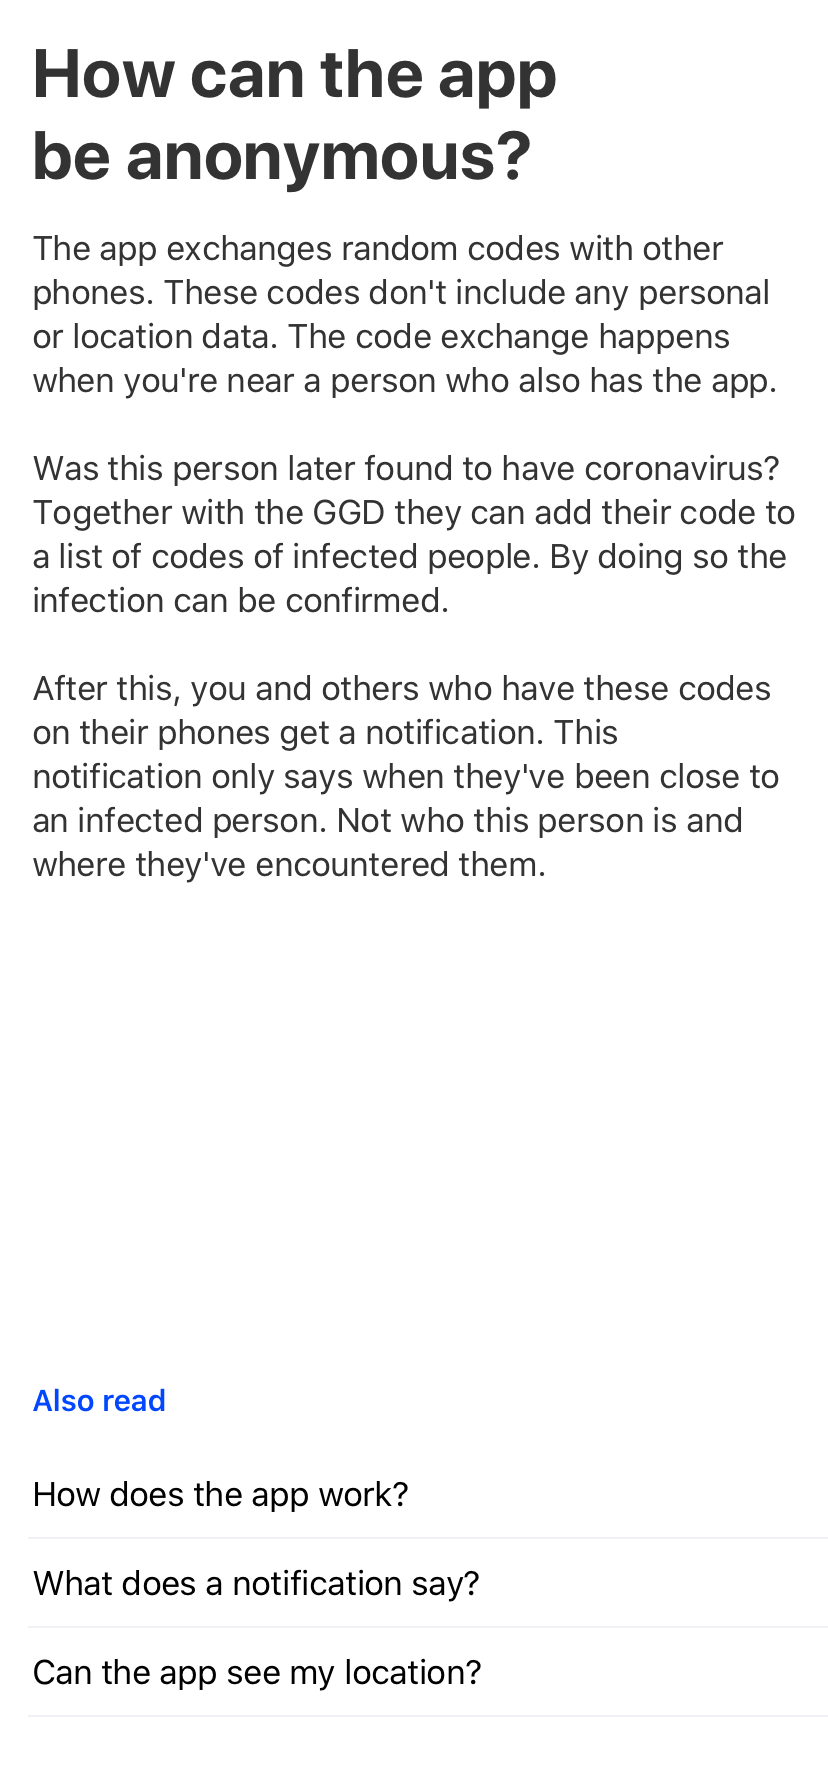 How can the app
be anonymous?
The app exchanges random codes with other
phones. These codes don't include any personal
or location data. The code exchange happens
when you're near a person who also has the app.
Was this person later found to have coronavirus?
Together with the GGD they can add their code to
a list of codes of infected people. By doing so the
infection can be confirmed.
After this, you and others who have these codes
on their phones get a notification. This
notification only says when they've been close to
an infected person. Not who this person is and
where they've encountered them.
Also read
How does the app work?
What does a notification say?
Can the app see my location?